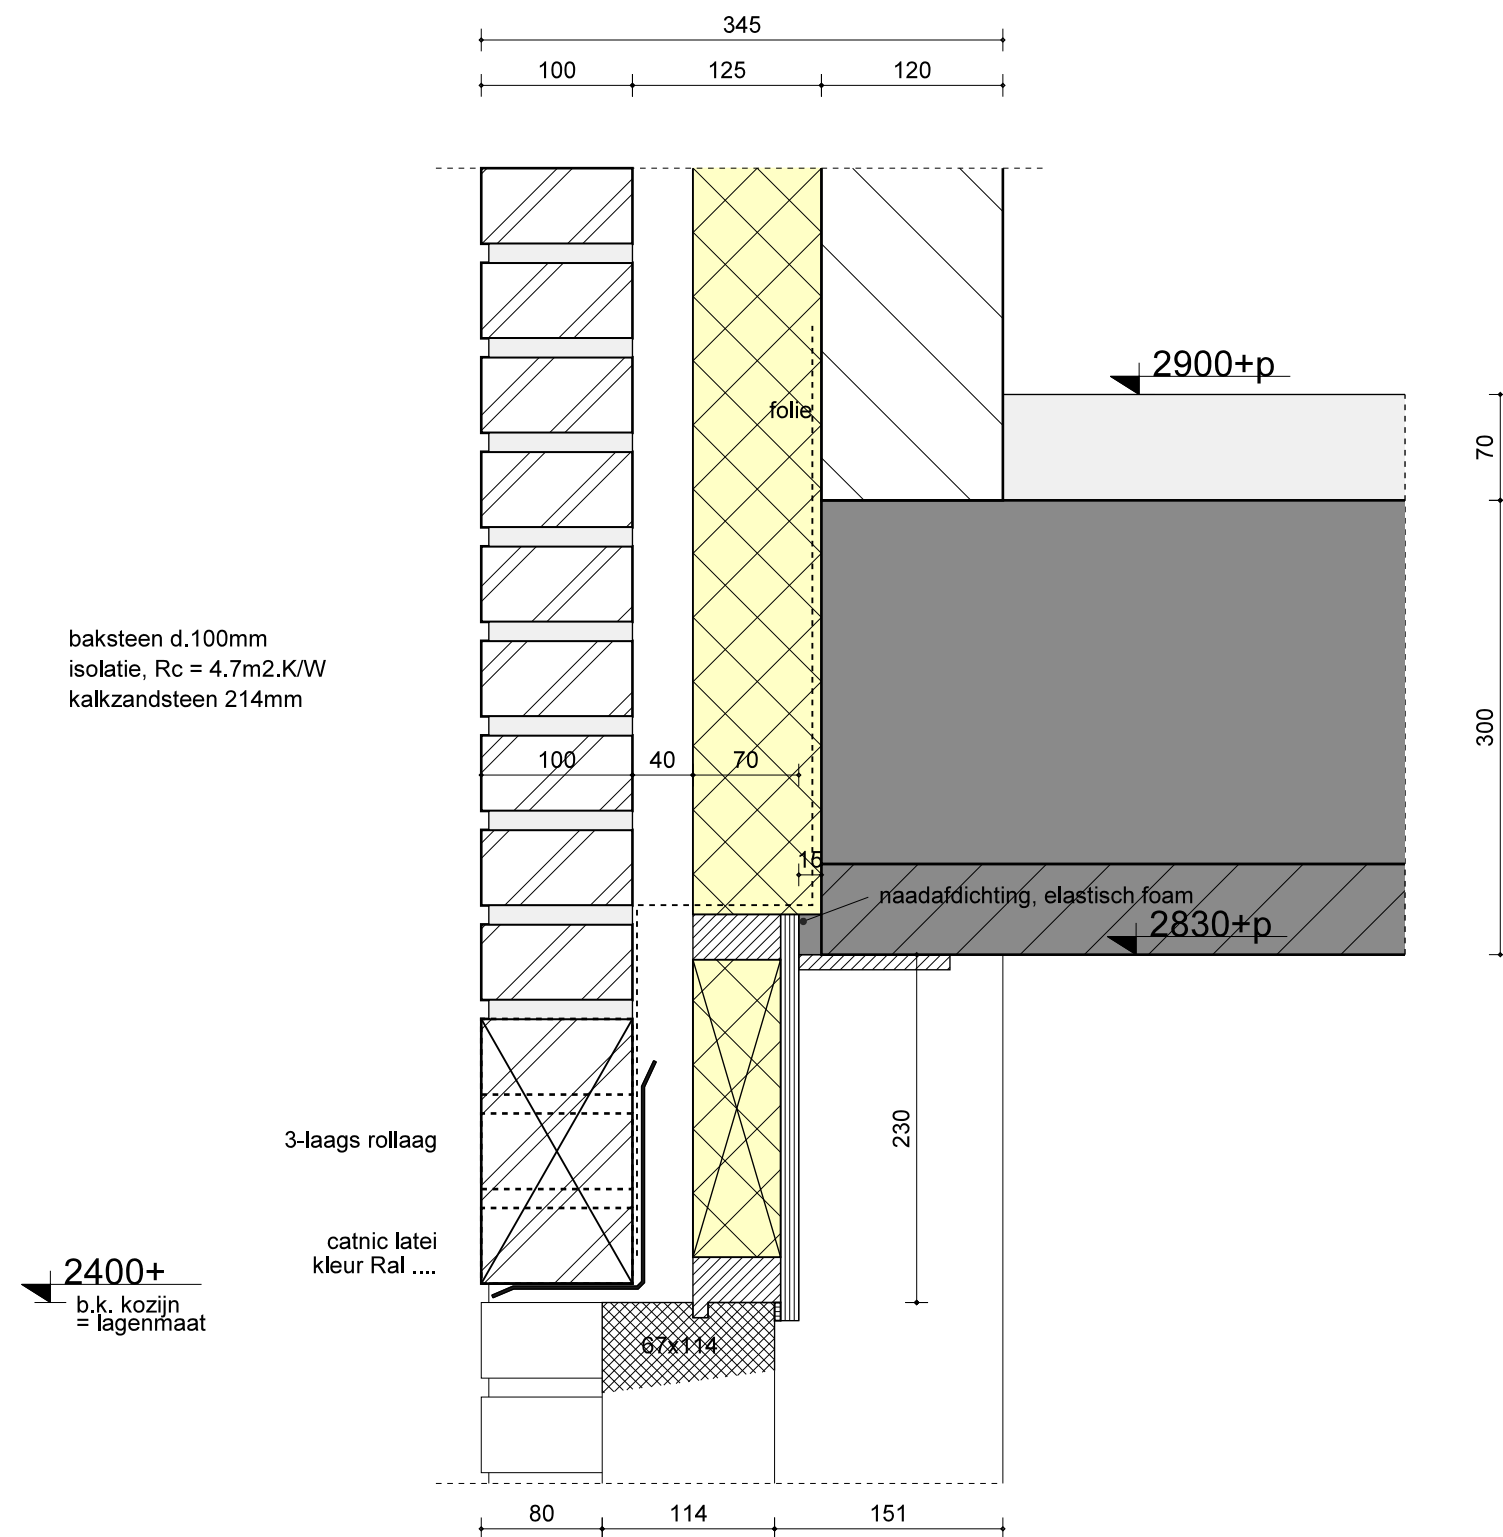 345
100 125 120
2900+p
folie
70
baksteen d.100mm
isolatie, Rc = 4.7m2.K/W
kalkzandsteen 214mm
300
100 40 70
15
naadafdichting, elastisch foam
2830+p
230
3-laags rollaag
catnic latei
kleur Ral ....
2400+
b.k. kozijn
= lagenmaat
67x114
80 114 151